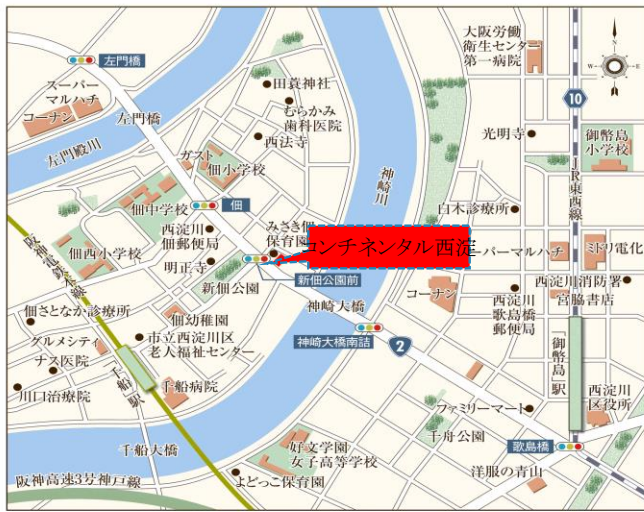 左門橋
スーパー
マルハチ
コーナン
左門橋
左門殿川
田蓑神社
むらかみ
歯科医院
西法寺
ガスト
佃小学校
佃中学校
佃
西淀川
佃郵便局
みさき佃
保育園
コンチネンタル西淀
佃西小学校
明正寺
新佃公園
新佃公園前
阪神電鉄本線
佃さとなか診療所
佃幼稚園
グルメシティ
ナス医院
市立西淀川区
老人福祉センター
川口治療院
「千船」駅
千船病院
千船大橋
阪神高速3号神戸線
よどっこ保育園
好文学園
女子高等学校
神崎川
神崎大橋
神崎大橋南詰
2
大阪労働
衛生センター
第一病院
N
W
E
S
10
光明寺
御幣島
小学校
JR東西線
白木診療所
ーパーマルハチ
ミドリ電化
コーナン
西淀川
歌島橋
郵便局
西淀川消防署
宮脇書店
「御幣島」駅
西淀川
区役所
ファミリーマート
千舟公園
歌島橋
洋服の青山